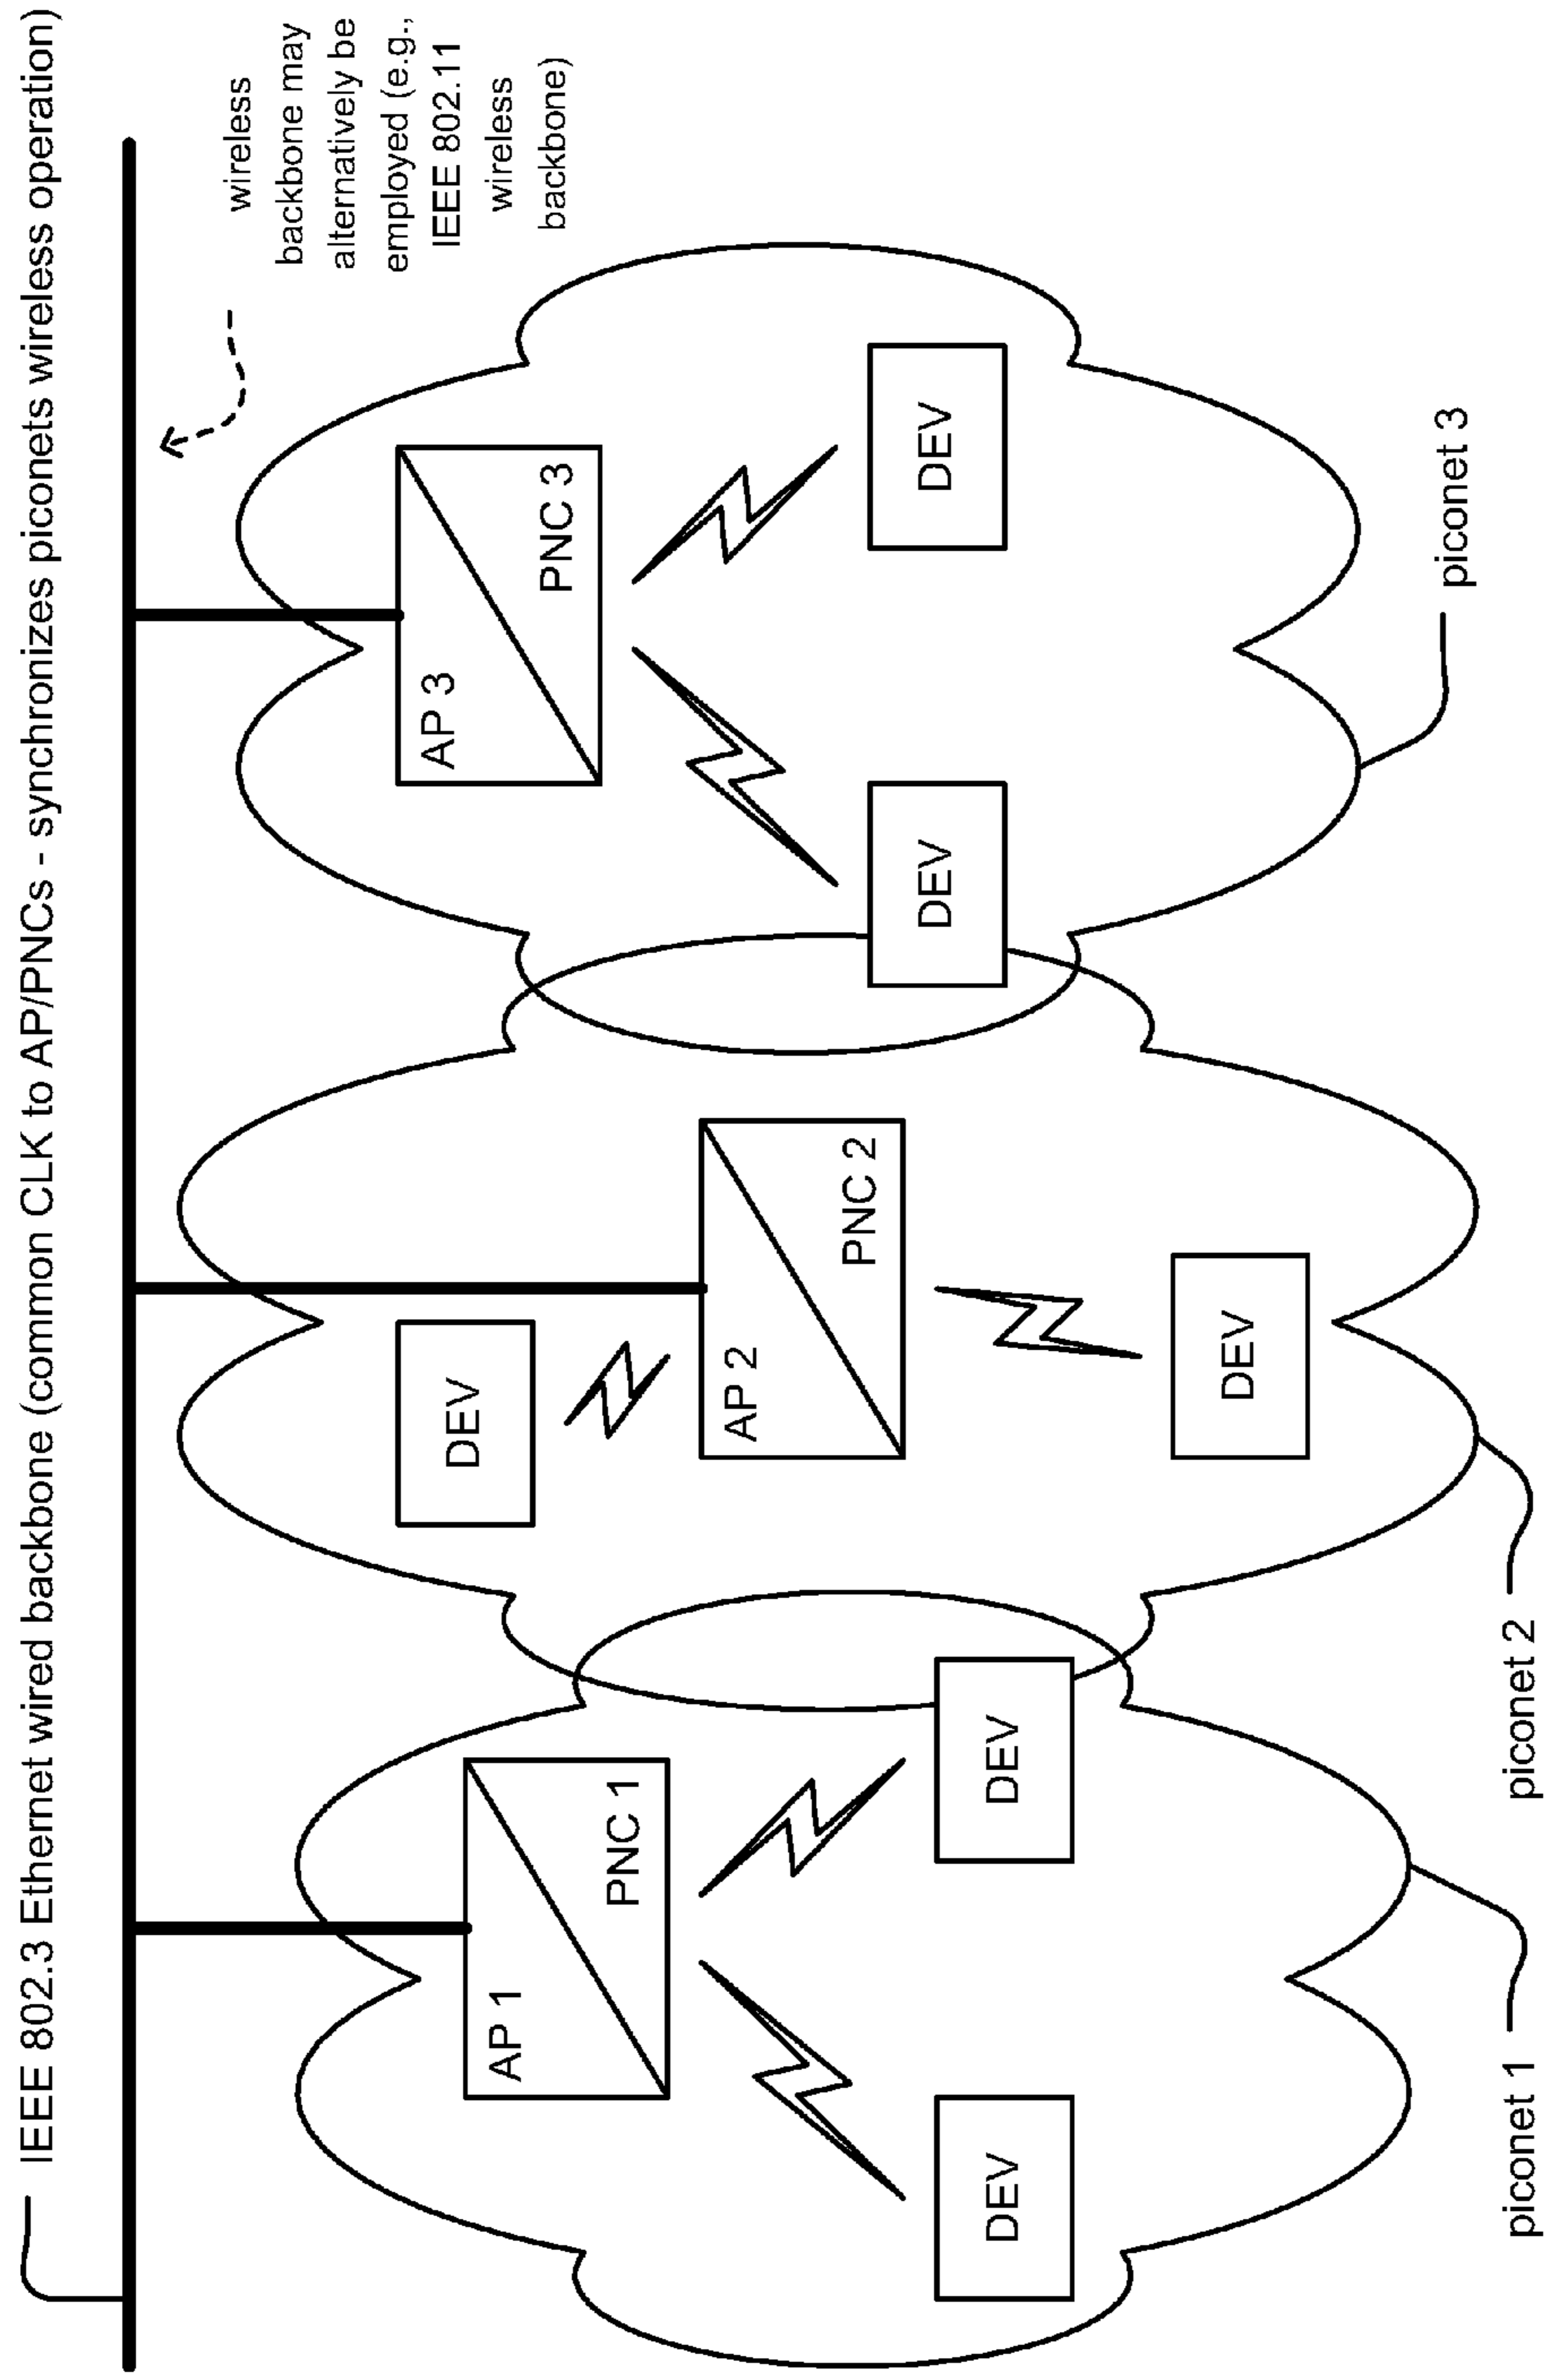 IEEE 802.3 Ethernet wired backbone (common CLK to AP/PNCs - synchronizes piconets wireless operation)
wireless
backbone may
alternatively be
employed (e.g.,
IEEE 802.11
wireless
backbone)
AP 1
PNC 1
DEV
DEV
piconet 1
DEV
AP 2
PNC 2
DEV
piconet 2
AP 3
PNC 3
DEV
DEV
piconet 3